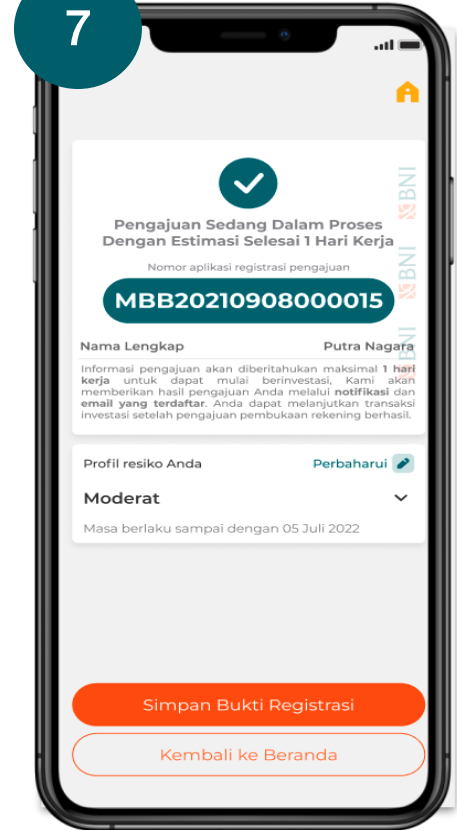 7
Pengajuan Sedang Dalam Proses
Dengan Estimasi Selesai 1 Hari Kerja
Nomor aplikasi registrasi pengajuan
MBB20210908000015
Nama Lengkap Putra Nagara
Informasi pengajuan akan diberitahukan maksimal 1 hari
kerja untuk dapat mulai berinvestasi, Kami akan
memberikan hasil pengajuan Anda melalui notifikasi dan
email yang terdaftar. Anda dapat melanjutkan transaksi
investasi setelah pengajuan pembukaan rekening berhasil.
BNI
BNI
BNI
Profil resiko Anda Perbaharui
Moderat
Masa berlaku sampai dengan 05 Juli 2022
Simpan Bukti Registrasi
Kembali ke Beranda